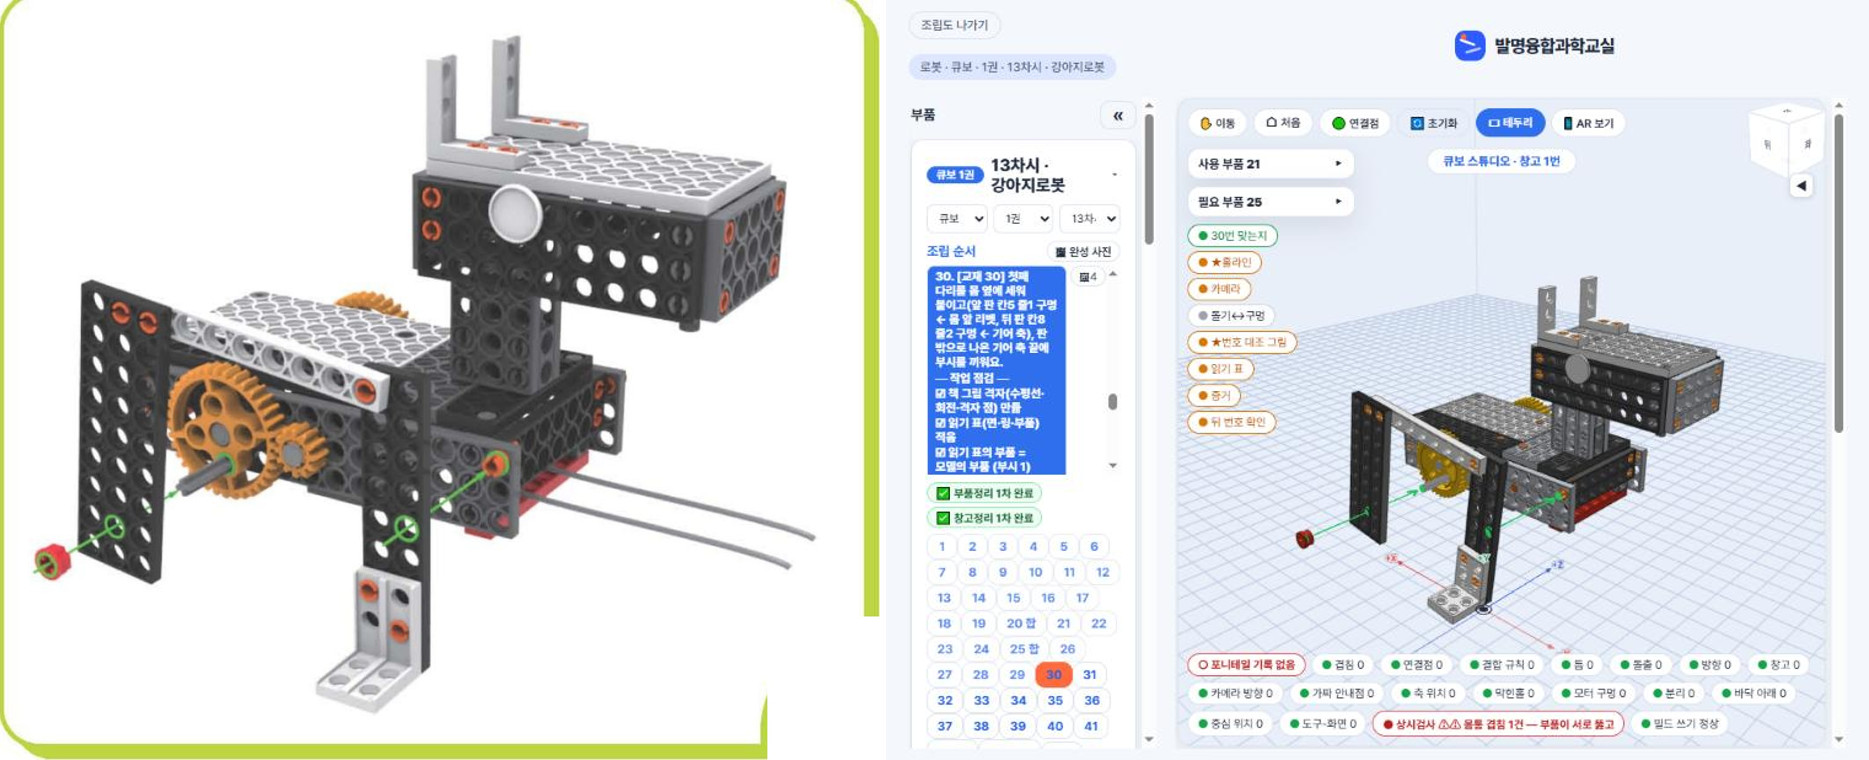 조립도 나가기
로봇 · 큐보 · 1권 · 13차시 · 강아지로봇
발명융합과학교실
부품
«
큐보 1권
13차시 ·
강아지로봇
큐보
1권
13차·
조립 순서
완성 사진
30. [교재 30] 첫째
다리를 몸 옆에 세워
붙이고(앞 판 칸5 줄1 구멍
← 몸 앞 리벳, 뒤 판 칸8
줄2 구멍 ← 기어 축), 판
밖으로 나온 기어 축 끝에
부시를 끼워요.
— 작업 점검 —
☑ 책 그림 격자(수평선·
회전·격자 점) 만듦
☑ 읽기 표(면·링·부품)
적음
☑ 읽기 표의 부품 =
모델의 부품 (부시 1)
4
✅ 부품정리 1차 완료
✅ 창고정리 1차 완료
1 2 3 4 5 6
7 8 9 10 11 12
13 14 15 16 17
18 19 20 합 21 22
23 24 25 합 26
27 28 29 30 31
32 33 34 35 36
37 38 39 40 41
이동
처음
연결점
초기화
테두리
AR 보기
사용 부품 21
큐보 스튜디오 · 창고 1번
필요 부품 25
30번 맞는지
★홀라인
카메라
돌기↔구멍
★번호 대조 그림
읽기 표
증거
뒤 번호 확인
+X
+Y
+Z
포니테일 기록 없음
겹침 0
연결점 0
결합 규칙 0
틈 0
돌출 0
방향 0
창고 0
카메라 방향 0
가짜 안내점 0
축 위치 0
막힌홀 0
모터 구멍 0
분리 0
바닥 아래 0
중심 위치 0
도구-화면 0
상시검사 ⚠⚠ 몸통 겹침 1건 — 부품이 서로 뚫고
빌드 쓰기 정상